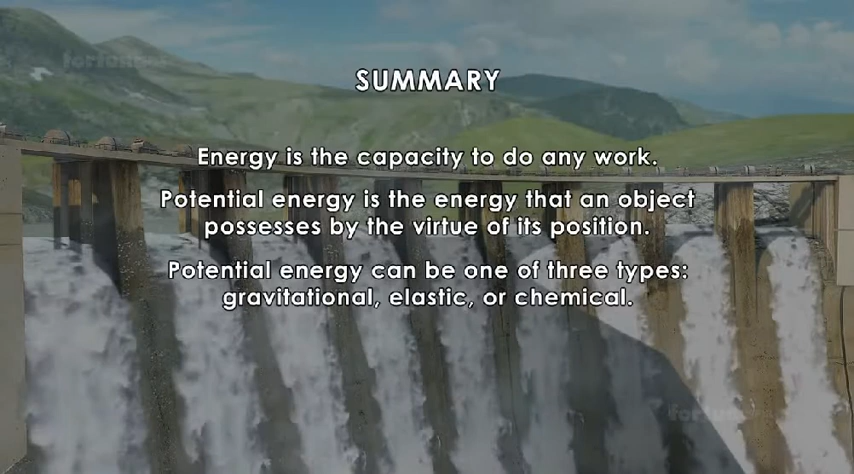 SUMMARY
Energy is the capacity to do any work.
Potential energy is the energy that an object
possesses by the virtue of its position.
Potential energy can be one of three types:
gravitational, elastic, or chemical.